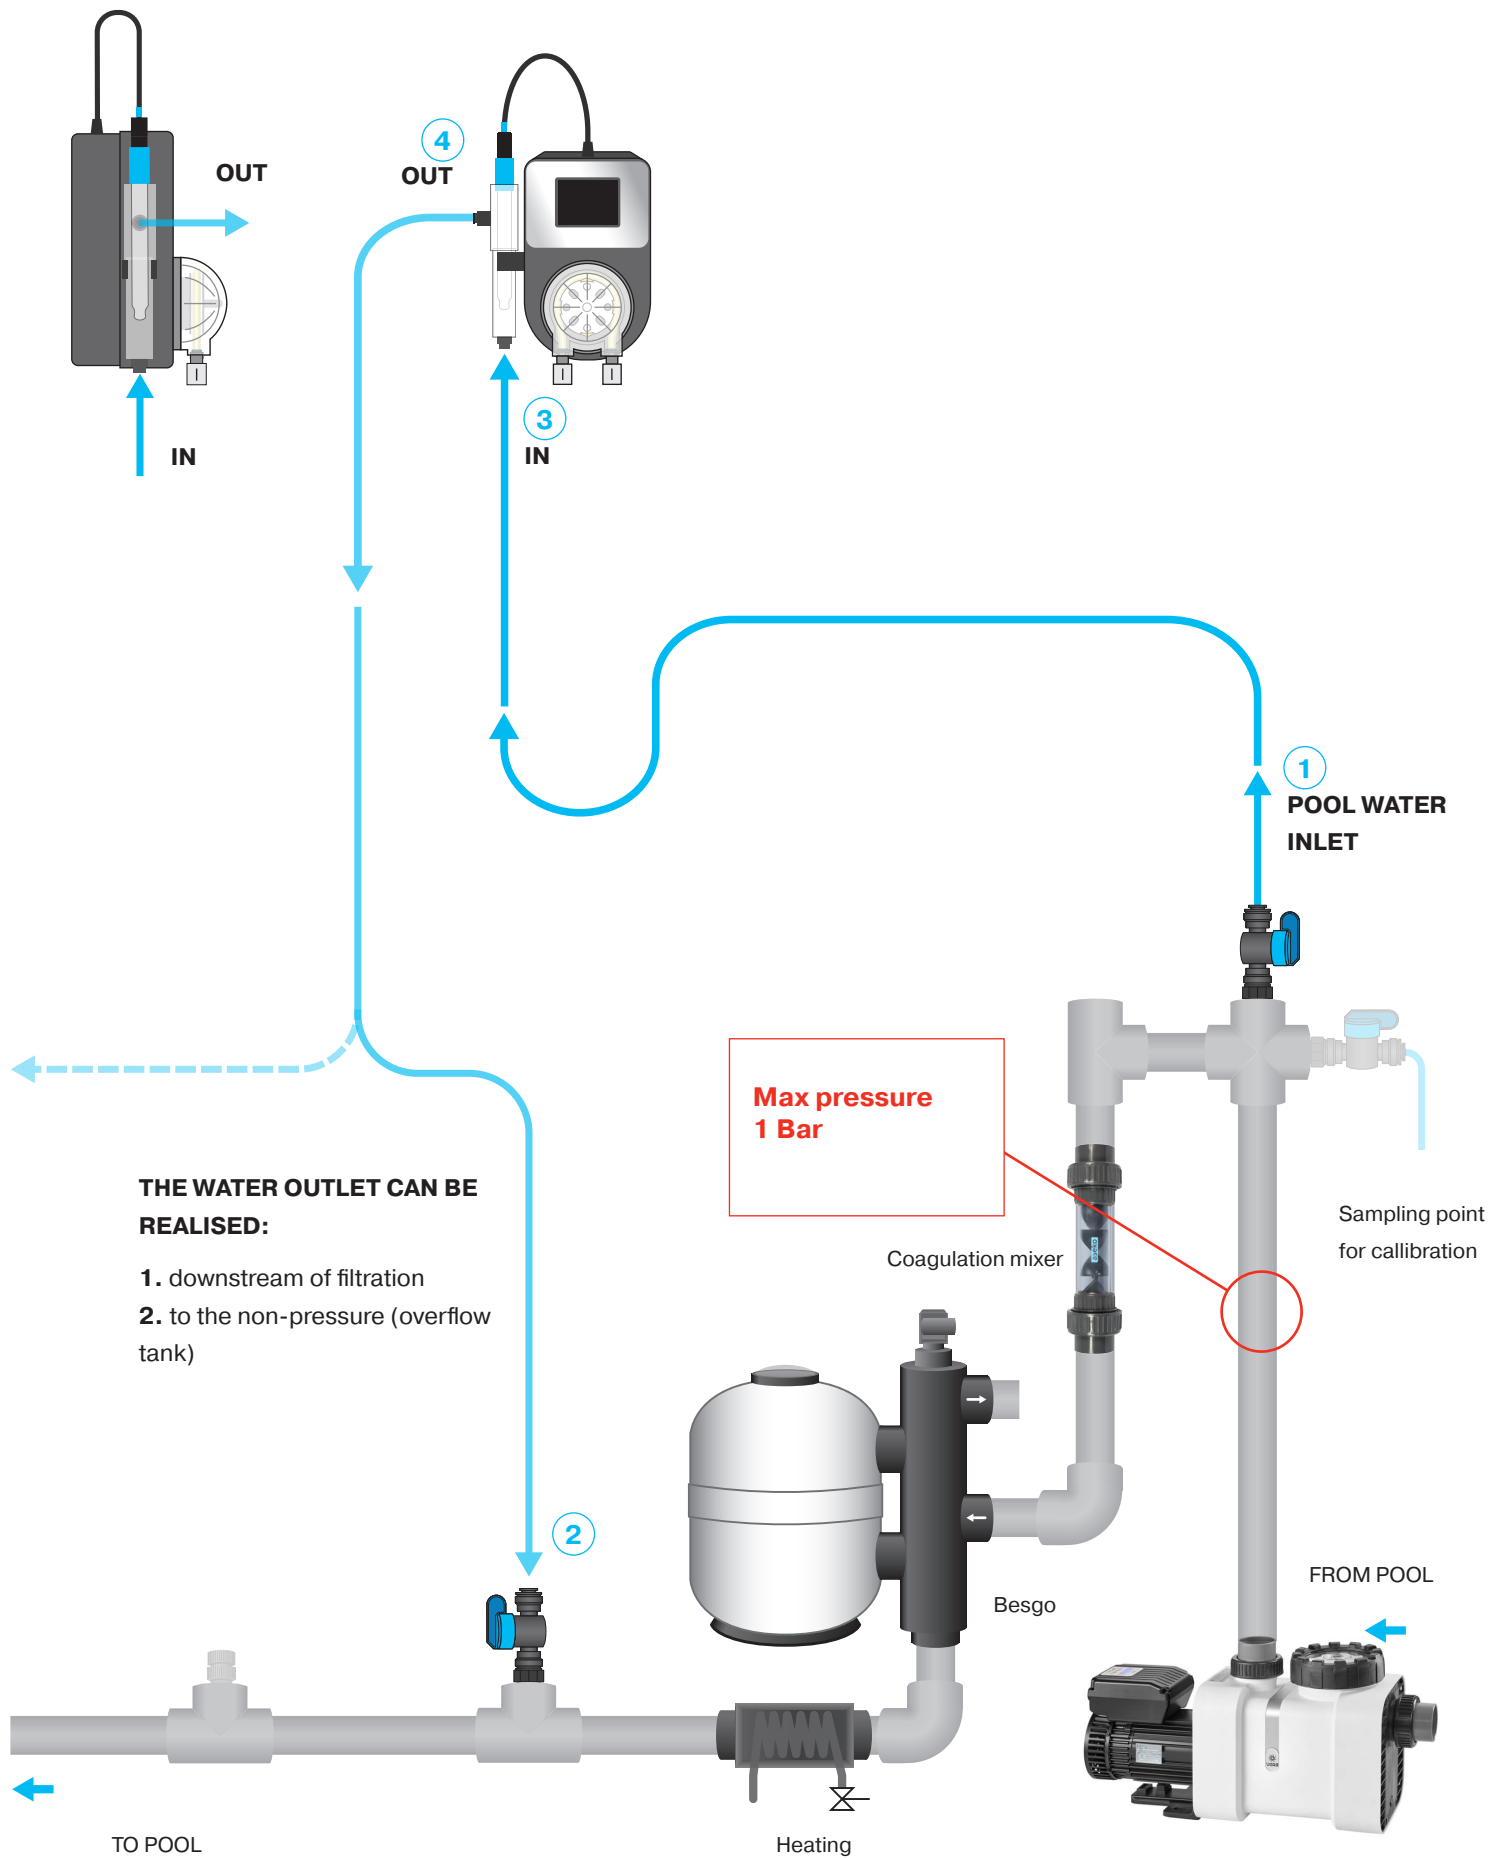 OUT
IN
4
OUT
3
IN
1
POOL WATER
INLET
Max pressure
1 Bar
THE WATER OUTLET CAN BE
REALISED:
1. downstream of filtration
2. to the non-pressure (overflow
tank)
Sampling point
for callibration
Coagulation mixer
aseko
2
Besgo
FROM POOL
TO POOL
Heating